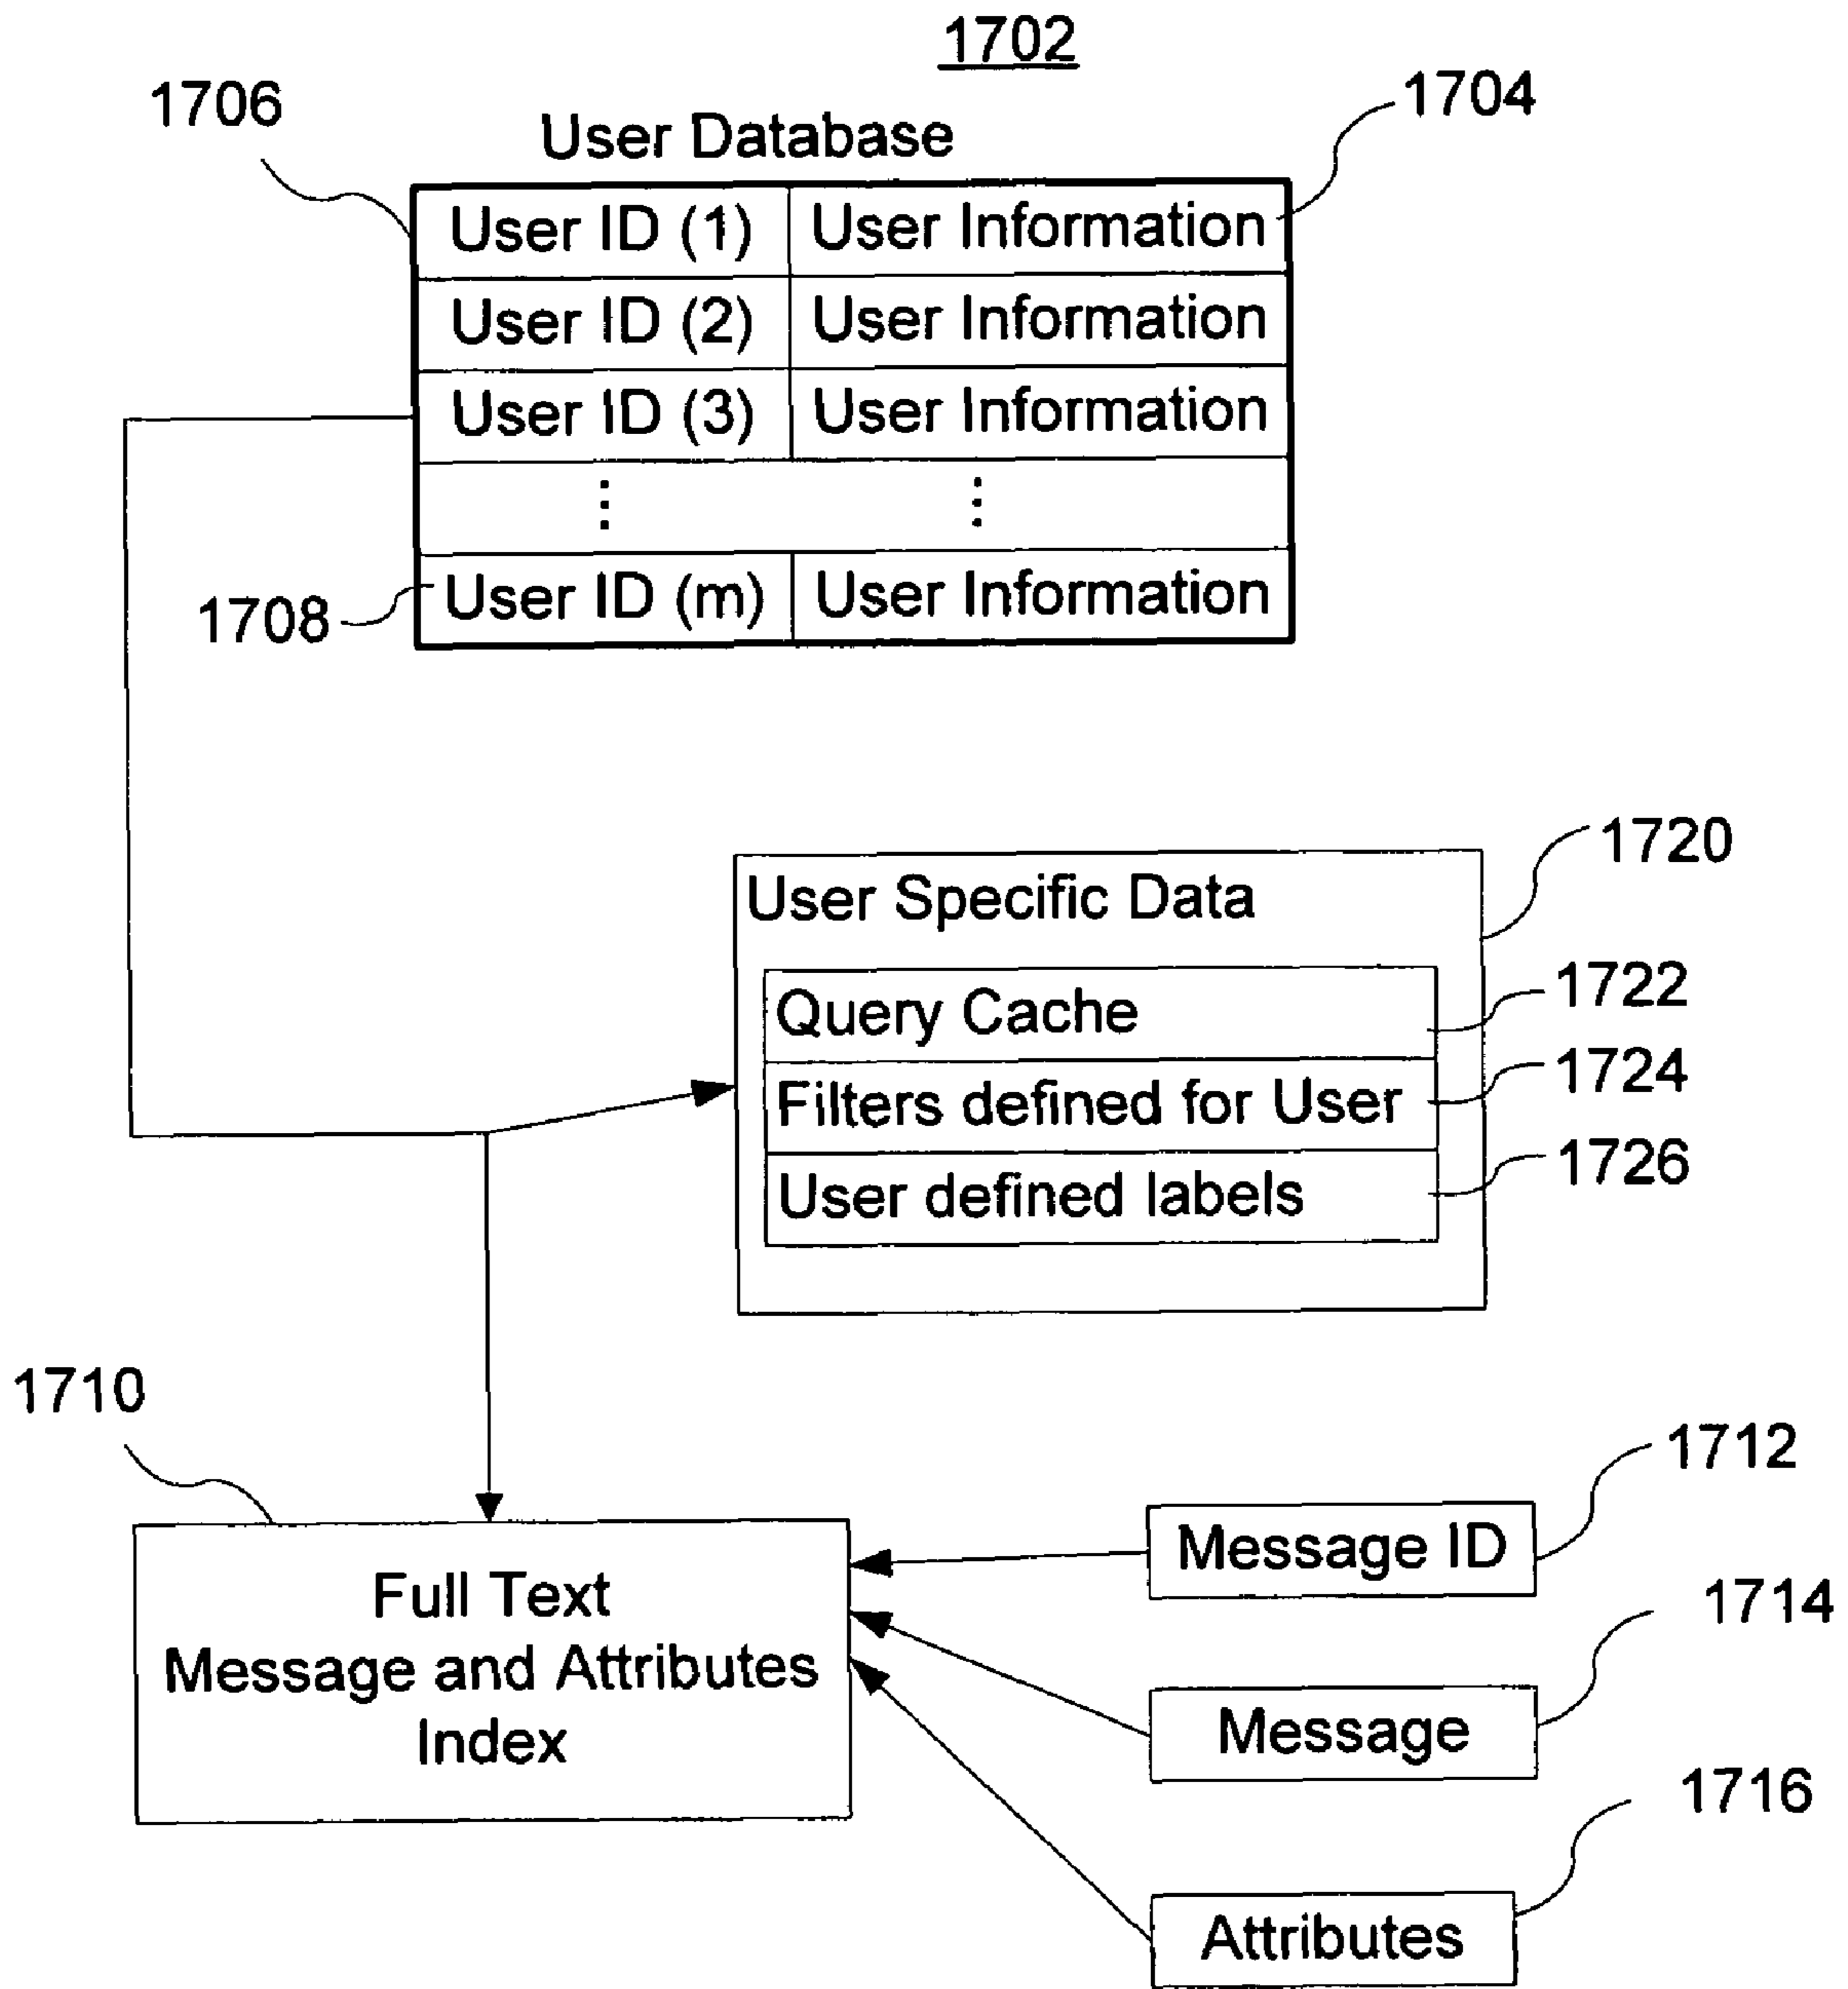 1702
1706
1704
User Database
User ID (1) User Information
User ID (2) User Information
User ID (3) User Information
⋮ ⋮
User ID (m) User Information
1708
1720
User Specific Data
Query Cache
1722
Filters defined for User
1724
User defined labels
1726
1710
1712
Message ID
Full Text
Message and Attributes
Index
1714
Message
1716
Attributes